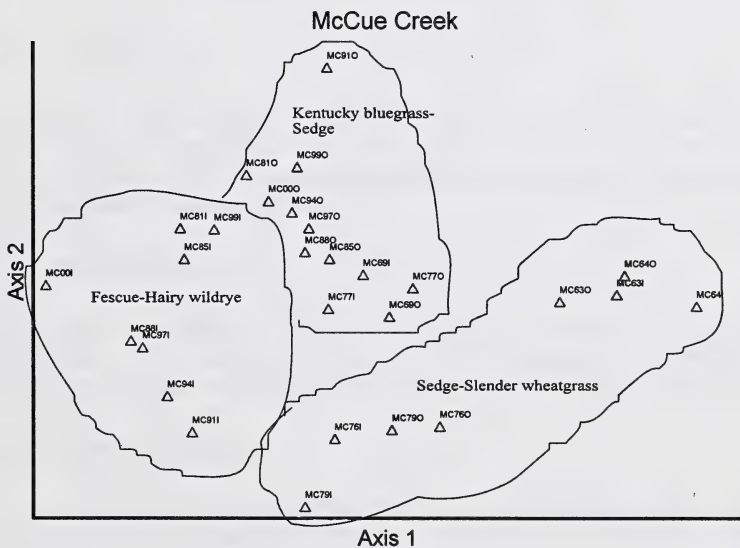 McCue Creek
MC91O
Kentucky bluegrass-
Sedge
MC81O
MC99O
MC00O
MC94O
MC81I
MC99I
MC97O
MC88O
MC85O
MC85I
MC69I
MC64O
MC00I
MC77O
MC63O
MC63I
MC64
Fescue-Hairy wildrye
MC77I
MC69O
MC88I
MC97I
Axis 2
MC94I
Sedge-Slender wheatgrass
MC91I
MC76I
MC79O
MC76O
MC79I
Axis 1